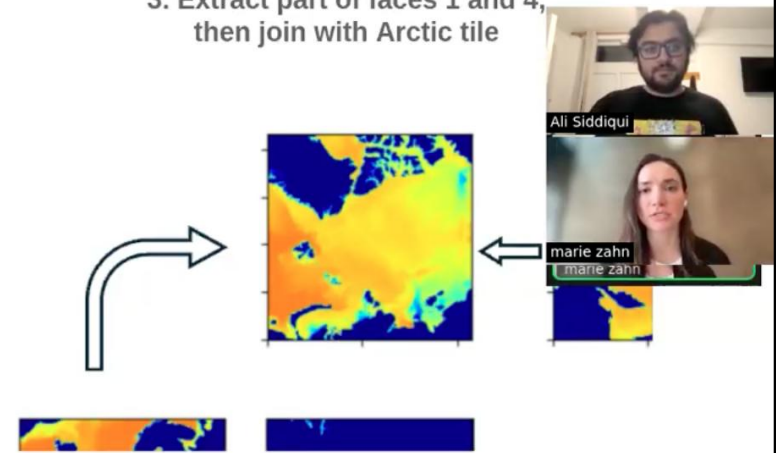 3. Extract part of faces 1 and 4,
then join with Arctic tile
Ali Siddiqui
marie zahn
marie zahn